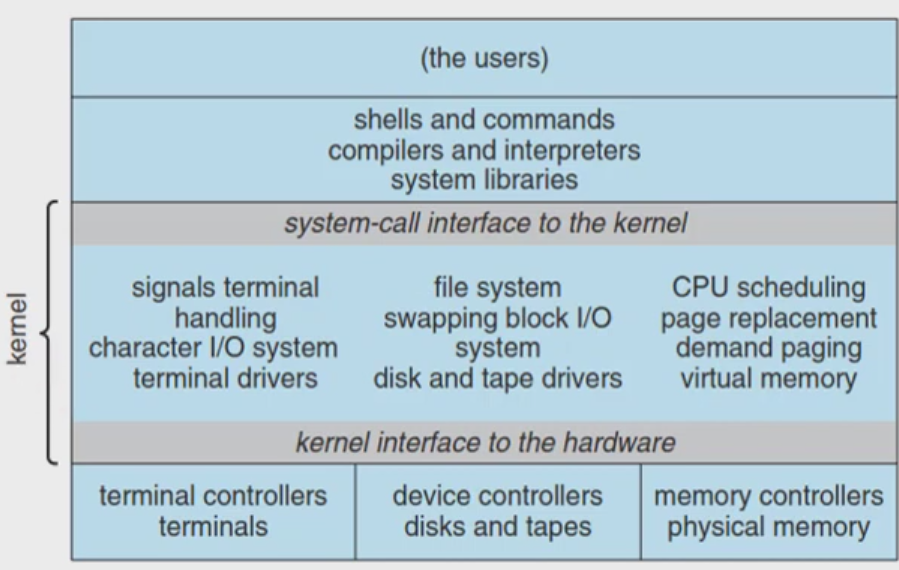 (the users)
shells and commands
compilers and interpreters
system libraries
kernel
system-call interface to the kernel
signals terminal
handling
character I/O system
terminal drivers
file system
swapping block I/O
system
disk and tape drivers
CPU scheduling
page replacement
demand paging
virtual memory
kernel interface to the hardware
terminal controllers
terminals
device controllers
disks and tapes
memory controllers
physical memory